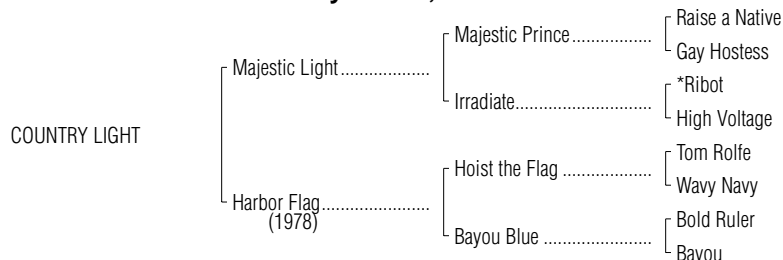 Majestic Prince.................... Raise a Native
Gay Hostess
Majestic Light......................
Irradiate.................................. *Ribot
High Voltage
COUNTRY LIGHT
Hoist the Flag ...................... Tom Rolfe
Wavy Navy
Harbor Flag..........................
(1978)
Bayou Blue .......................... Bold Ruler
Bayou